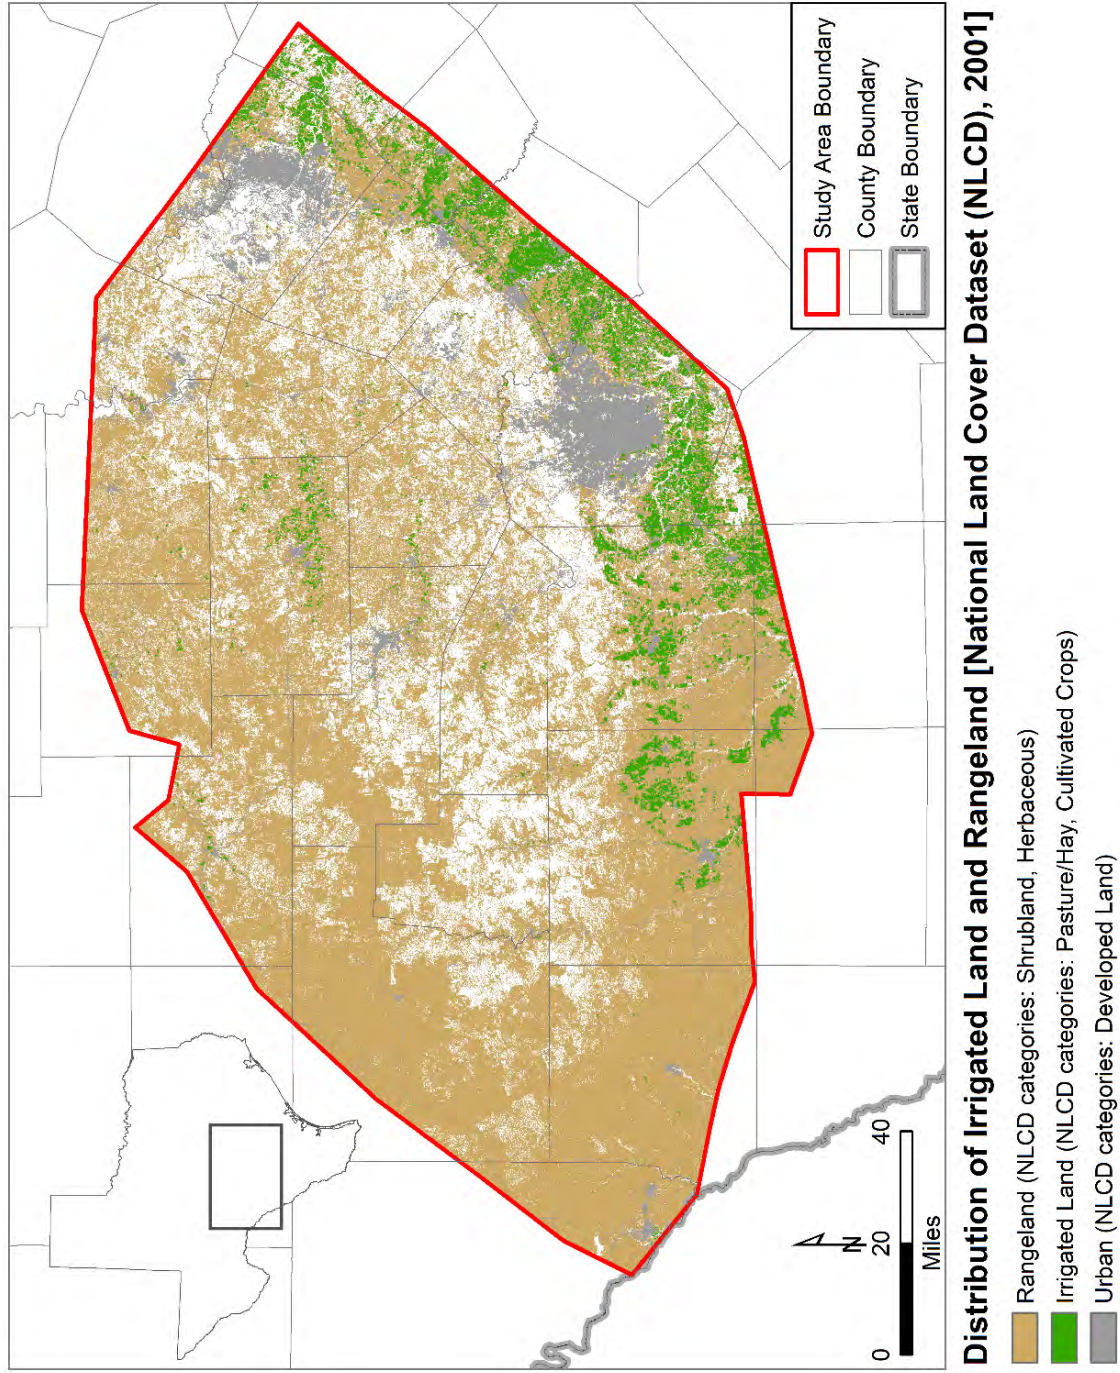 Study Area Boundary
County Boundary
State Boundary
N
0 20 40
Miles
Distribution of Irrigated Land and Rangeland [National Land Cover Dataset (NLCD), 2001]
Rangeland (NLCD categories: Shrubland, Herbaceous)
Irrigated Land (NLCD categories: Pasture/Hay, Cultivated Crops)
Urban (NLCD categories: Developed Land)